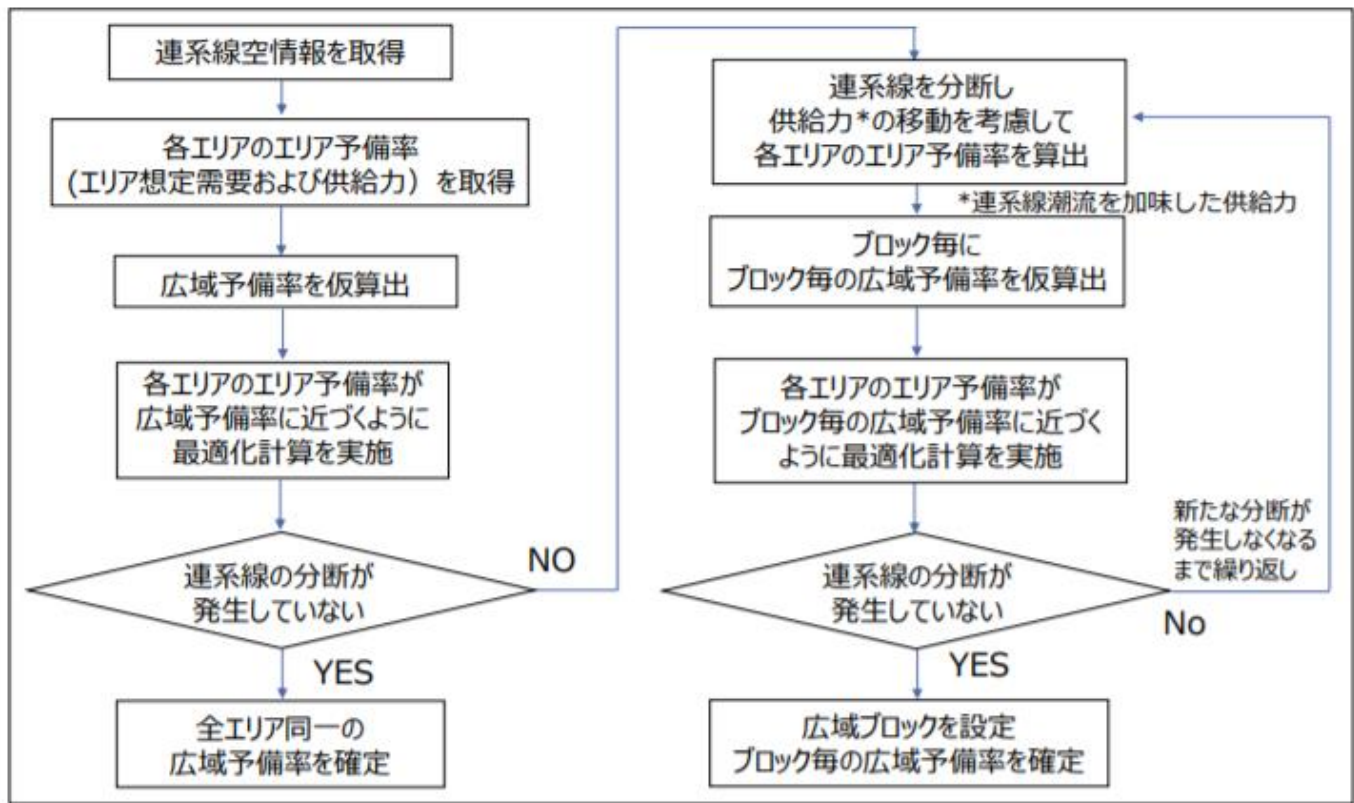 連系線空情報を取得
各エリアのエリア予備率
(エリア想定需要および供給力）を取得
広域予備率を仮算出
各エリアのエリア予備率が
広域予備率に近づくように
最適化計算を実施
連系線の分断が
発生していない
NO
YES
全エリア同一の
広域予備率を確定
連系線を分断し
供給力*の移動を考慮して
各エリアのエリア予備率を算出
*連系線潮流を加味した供給力
ブロック毎に
ブロック毎の広域予備率を仮算出
各エリアのエリア予備率が
ブロック毎の広域予備率に近づく
ように最適化計算を実施
新たな分断が
発生しなくなる
まで繰り返し
連系線の分断が
発生していない
No
YES
広域ブロックを設定
ブロック毎の広域予備率を確定